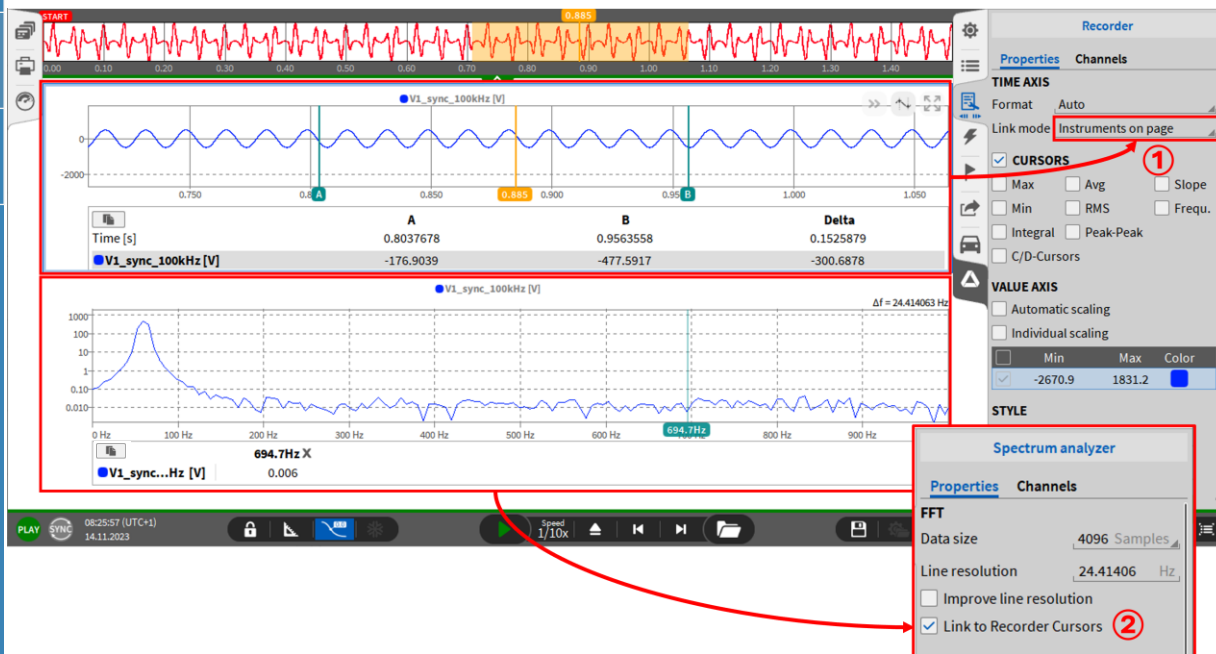 START
0.885
0.00 0.10 0.20 0.30 0.40 0.50 0.60 0.70 0.80 0.90 1.00 1.10 1.20 1.30 1.40
V1_sync_100kHz [V]
0
-2000
0.750 0.8 A 0.850 0.885 0.900 0.95 B 1.000 1.050
A B Delta
Time [s] 0.8037678 0.9563558 0.1525879
V1_sync_100kHz [V] -176.9039 -477.5917 -300.6878
V1_sync_100kHz [V]
Δf = 24.414063 Hz
1000
100
10
1
0.10
0.010
0 Hz 100 Hz 200 Hz 300 Hz 400 Hz 500 Hz 600 Hz 694.7Hz 800 Hz 900 Hz
694.7Hz X
V1_sync...Hz [V] 0.006
PLAY SYNC 08:25:57 (UTC+1)
14.11.2023
0.0
Speed
1/10x
Recorder
Properties Channels
TIME AXIS
Format Auto
Link mode Instruments on page
①
CURSORS
Max Avg Slope
Min RMS Frequ.
Integral Peak-Peak
C/D-Cursors
VALUE AXIS
Automatic scaling
Individual scaling
Min Max Color
-2670.9 1831.2
STYLE
Spectrum analyzer
Properties Channels
FFT
Data size 4096 Samples
Line resolution 24.41406 Hz
Improve line resolution
Link to Recorder Cursors ②